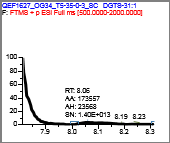 QEF1627_OG34_T5-35-0-3_SC DGT8-31:1
F: FTMS + p ESI Full ms [500.0000-2000.0000]
100
80
60
40
20
0
RT: 8.06
AA: 173557
AH: 23568
SN: 1.40E+013
8.19 8.23
7.9 8.0 8.1 8.2 8.3